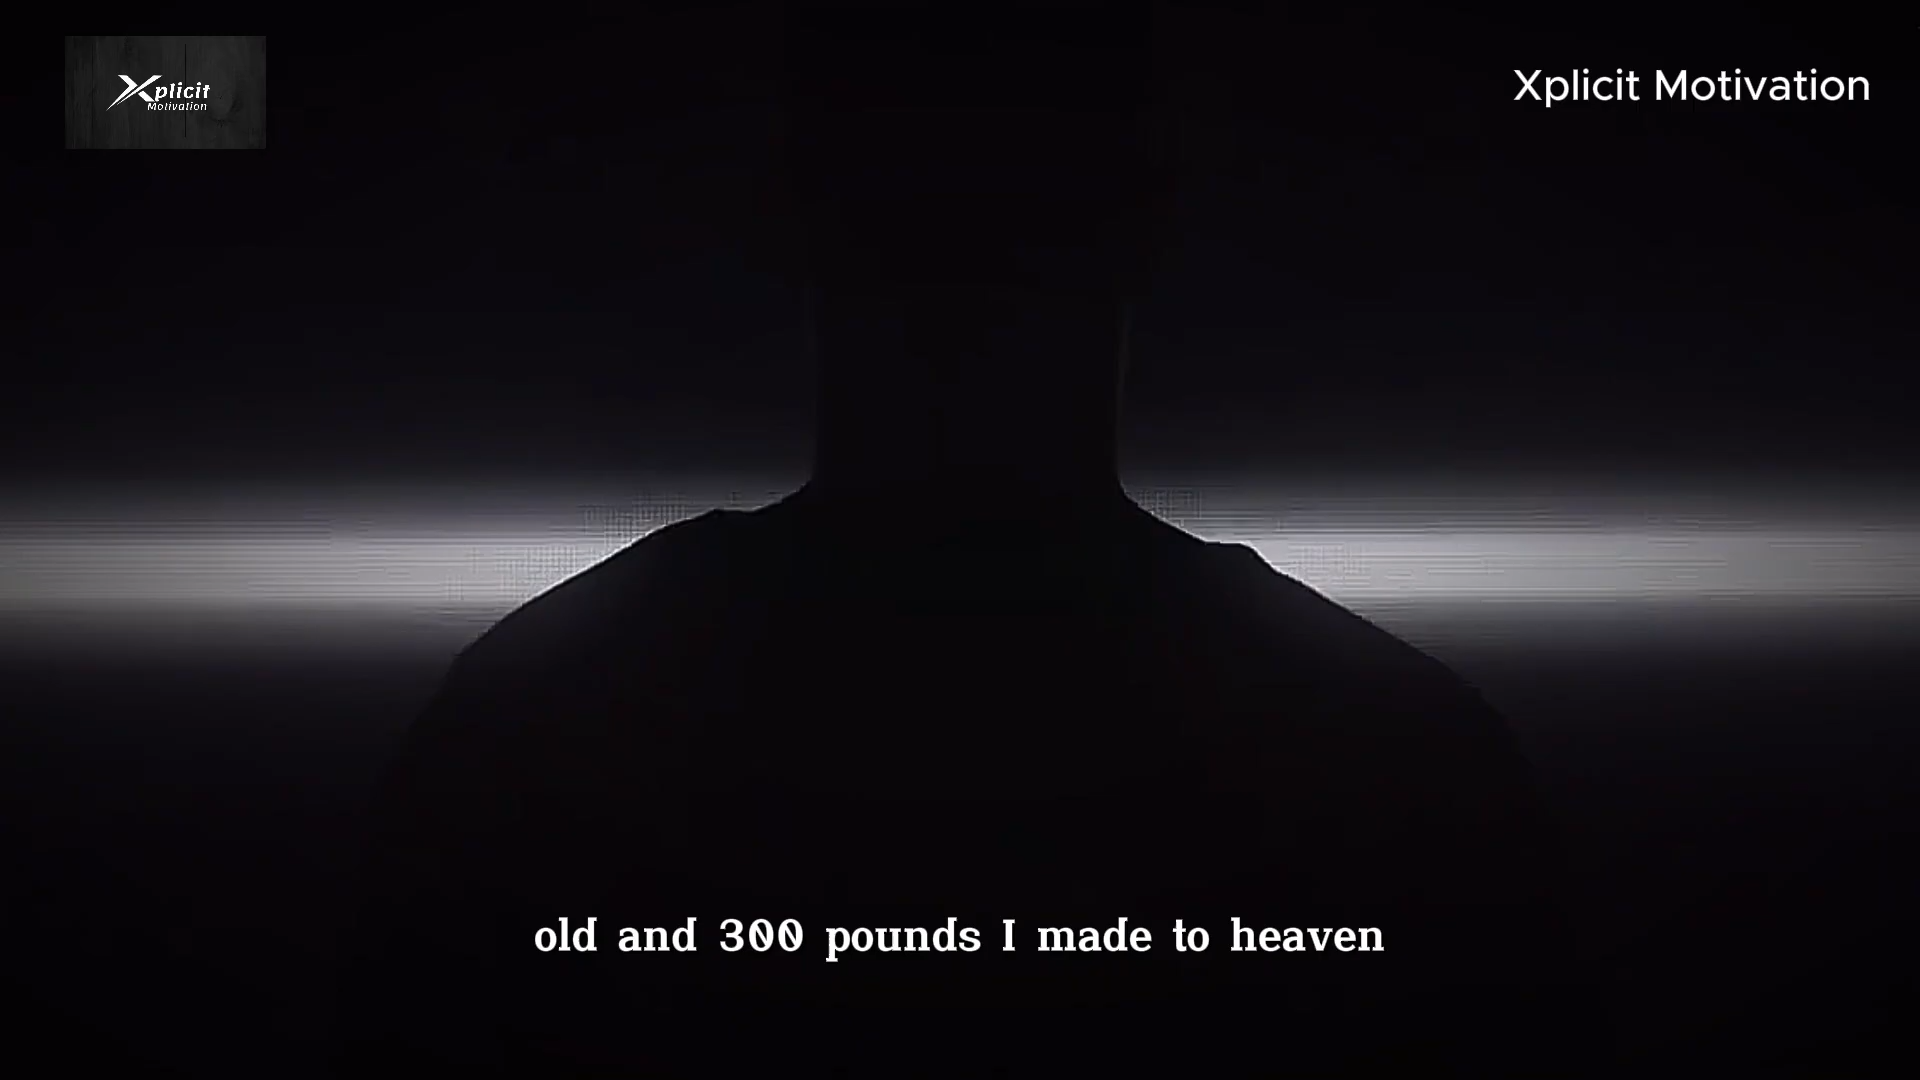 Xplicit
Motivation
Xplicit Motivation
old and 300 pounds I made to heaven